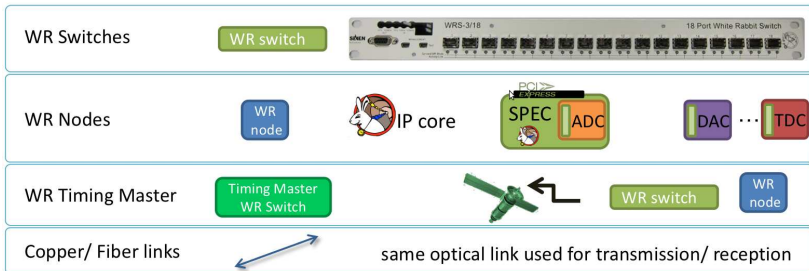 WR Switches
WR switch
WRS-3/18
18 Port White Rabbit Switch
WR Nodes
WR
node
IP core
PCI
EXPRESS
SPEC
ADC
DAC
...
TDC
WR Timing Master
Timing Master
WR Switch
WR switch
WR
node
Copper/ Fiber links
same optical link used for transmission/ reception